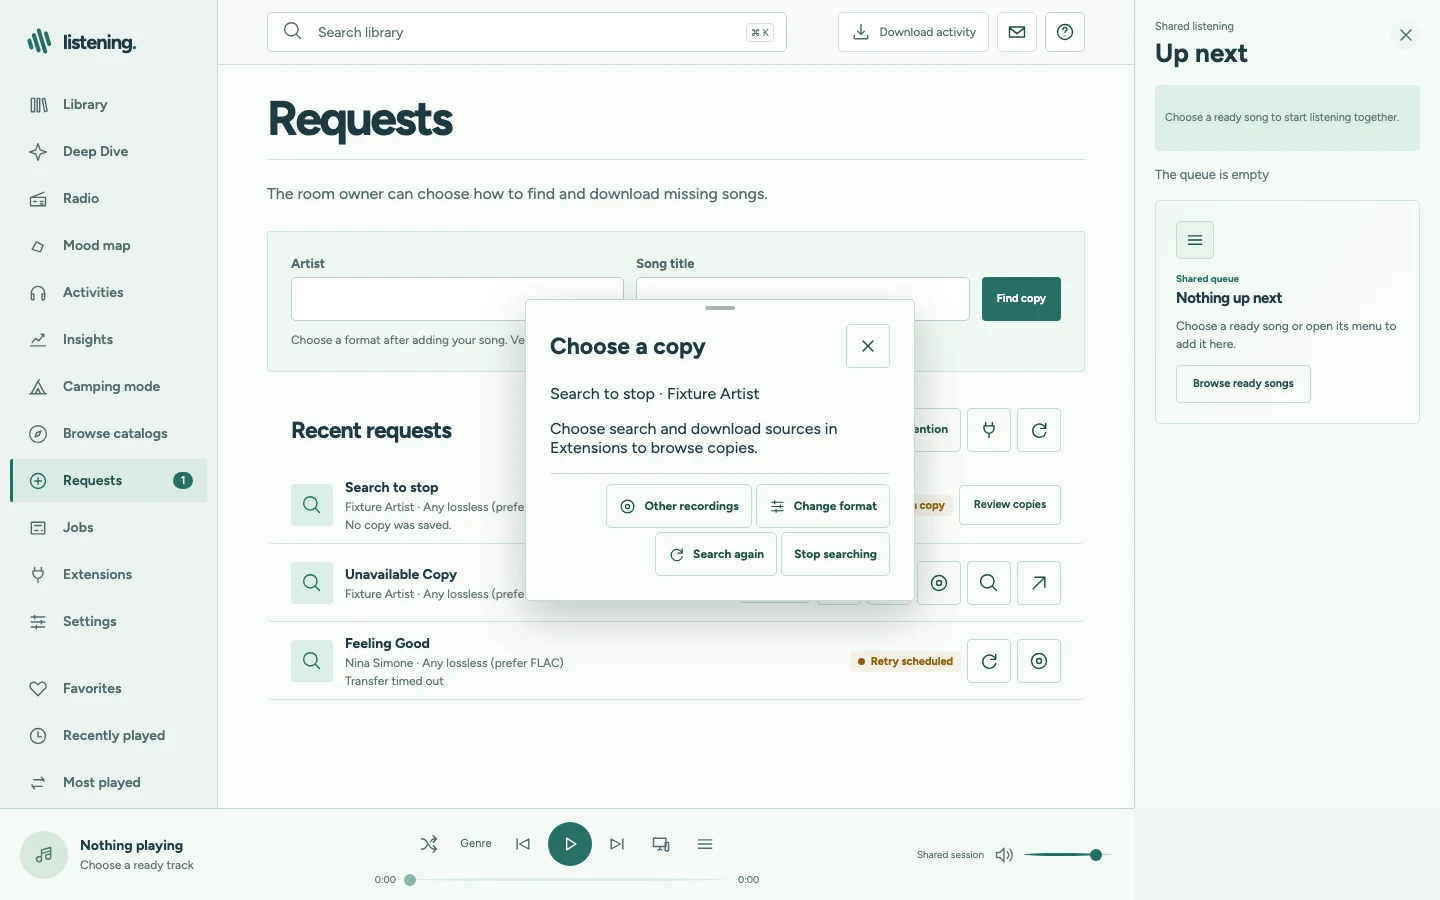 listening.
Search library
⌘ K
Download activity
Shared listening
Up next
Library
Deep Dive
Radio
Mood map
Activities
Insights
Camping mode
Browse catalogs
Requests
1
Jobs
Extensions
Settings
Favorites
Recently played
Most played
Requests
The room owner can choose how to find and download missing songs.
Artist
Song title
Find copy
Choose a format after adding your song. Ve
Recent requests
ention
Search to stop
Fixture Artist · Any lossless (prefe
No copy was saved.
a copy
Review copies
Unavailable Copy
Fixture Artist · Any lossless (prefe
Feeling Good
Nina Simone · Any lossless (prefer FLAC)
Transfer timed out
Retry scheduled
Choose a copy
Search to stop · Fixture Artist
Choose search and download sources in
Extensions to browse copies.
Other recordings
Change format
Search again
Stop searching
Choose a ready song to start listening together.
The queue is empty
Shared queue
Nothing up next
Choose a ready song or open its menu to
add it here.
Browse ready songs
Nothing playing
Choose a ready track
Genre
0:00
0:00
Shared session